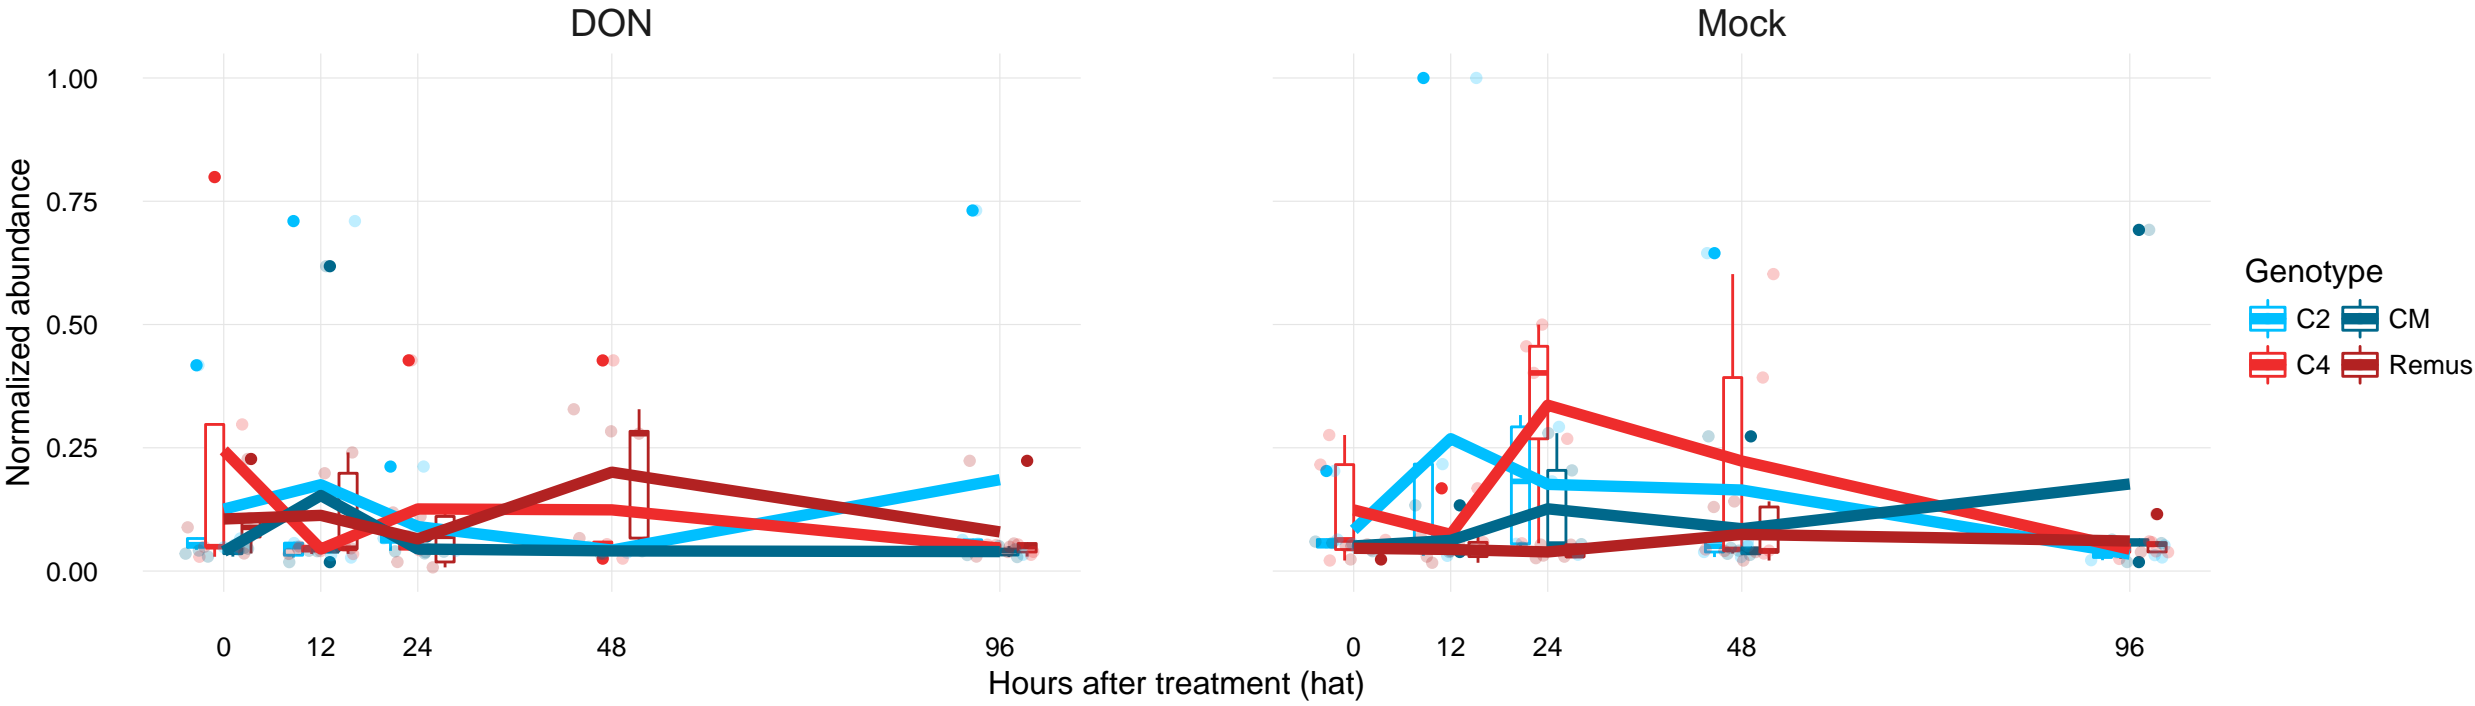 DON
Mock
Normalized abundance
1.00
0.75
0.50
0.25
0.00
0 12 24 48 96
0 12 24 48 96
Hours after treatment (hat)
Genotype
C2 CM
C4 Remus